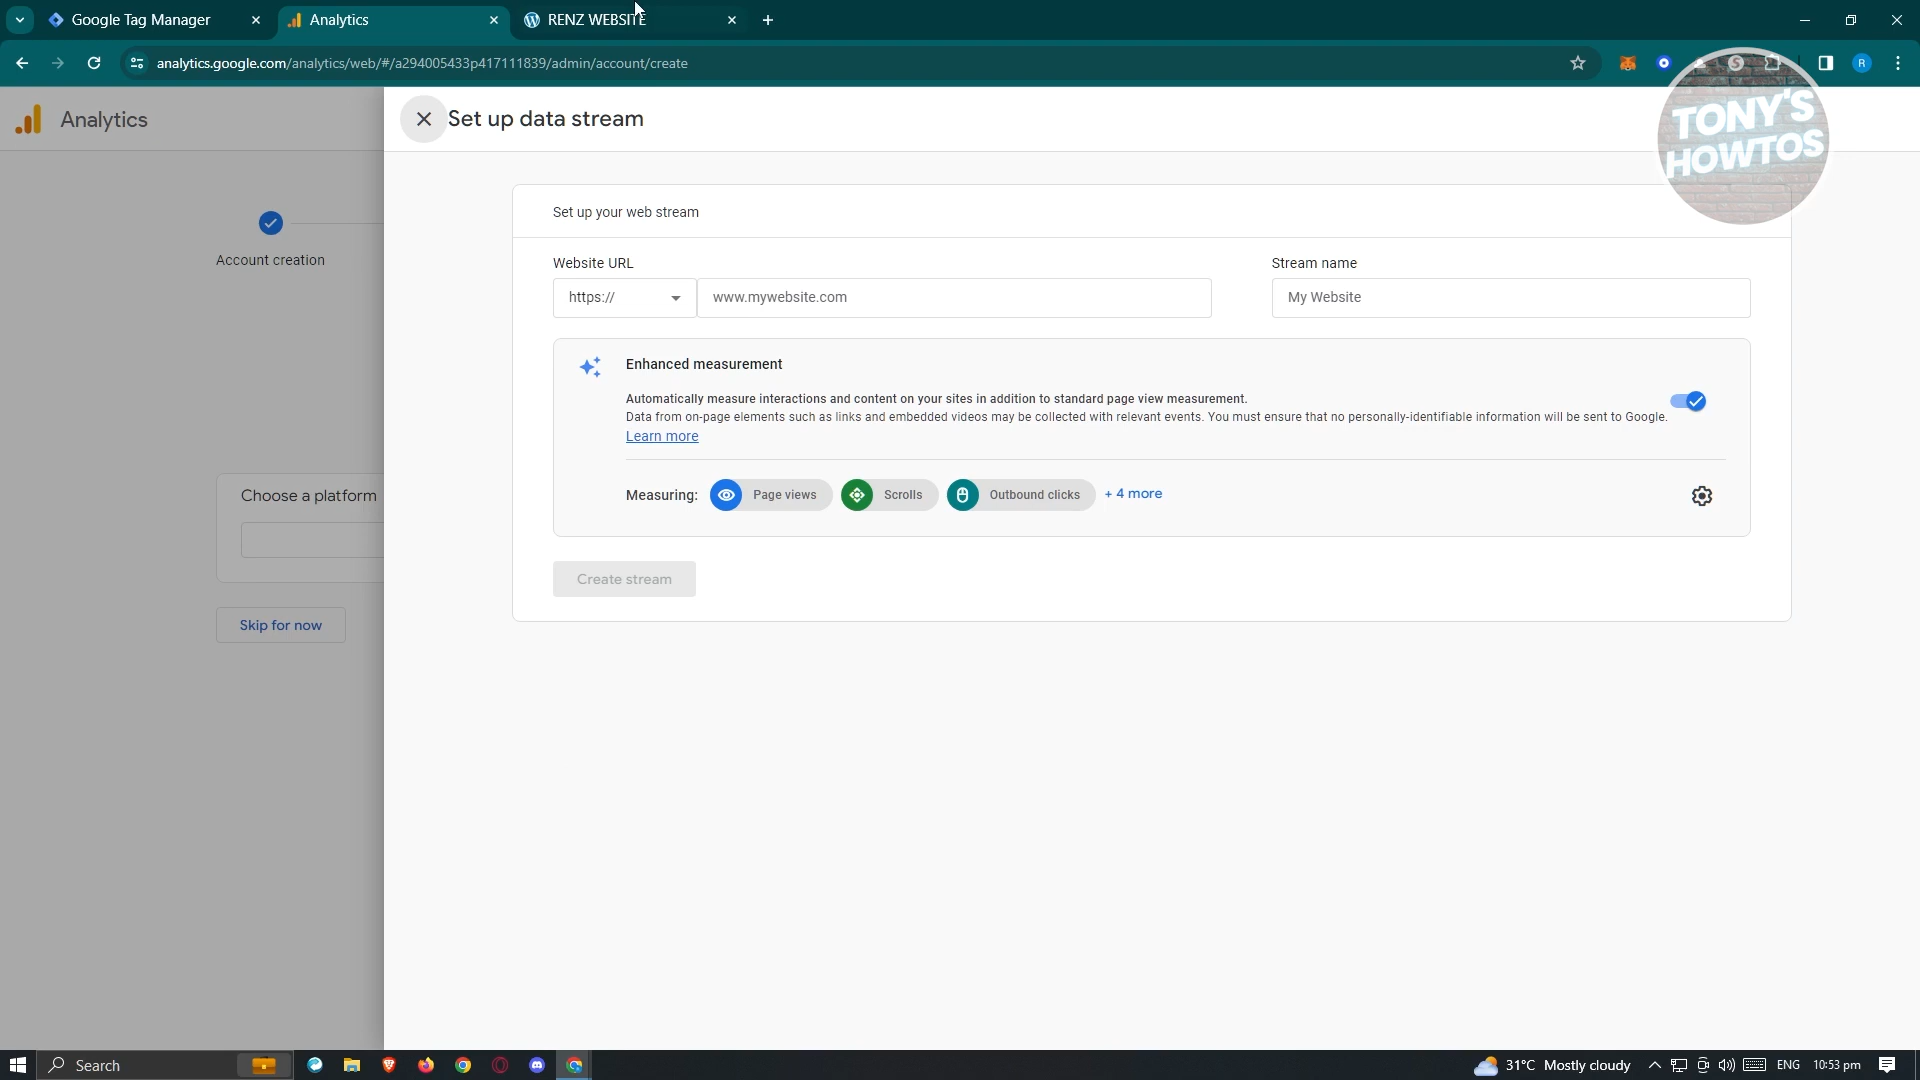 Google Tag Manager
Analytics
RENZ WEBSITE
analytics.google.com/analytics/web/#/a294005433p417111839/admin/account/create
R
TONY'S
HOWTOS
Analytics
Set up data stream
Account creation
Set up your web stream
Website URL
Stream name
https://
www.mywebsite.com
My Website
Enhanced measurement
Automatically measure interactions and content on your sites in addition to standard page view measurement.
Data from on-page elements such as links and embedded videos may be collected with relevant events. You must ensure that no personally-identifiable information will be sent to Google.
Learn more
Measuring:
Page views
Scrolls
Outbound clicks
+ 4 more
Choose a platform
Create stream
Skip for now
Search
31°C Mostly cloudy
ENG
10:53 pm